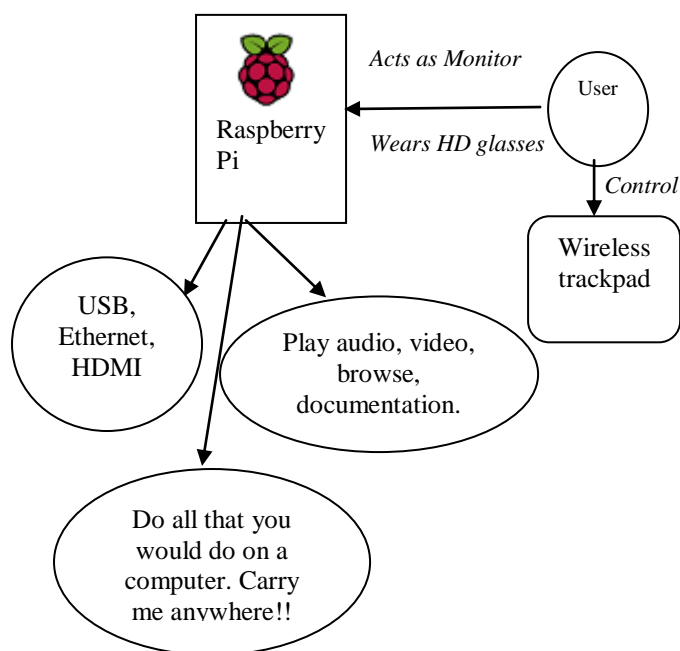 Raspberry
Pi
Acts as Monitor
Wears HD glasses
User
Control
Wireless
trackpad
USB,
Ethernet,
HDMI
Play audio, video,
browse,
documentation.
Do all that you
would do on a
computer. Carry
me anywhere!!